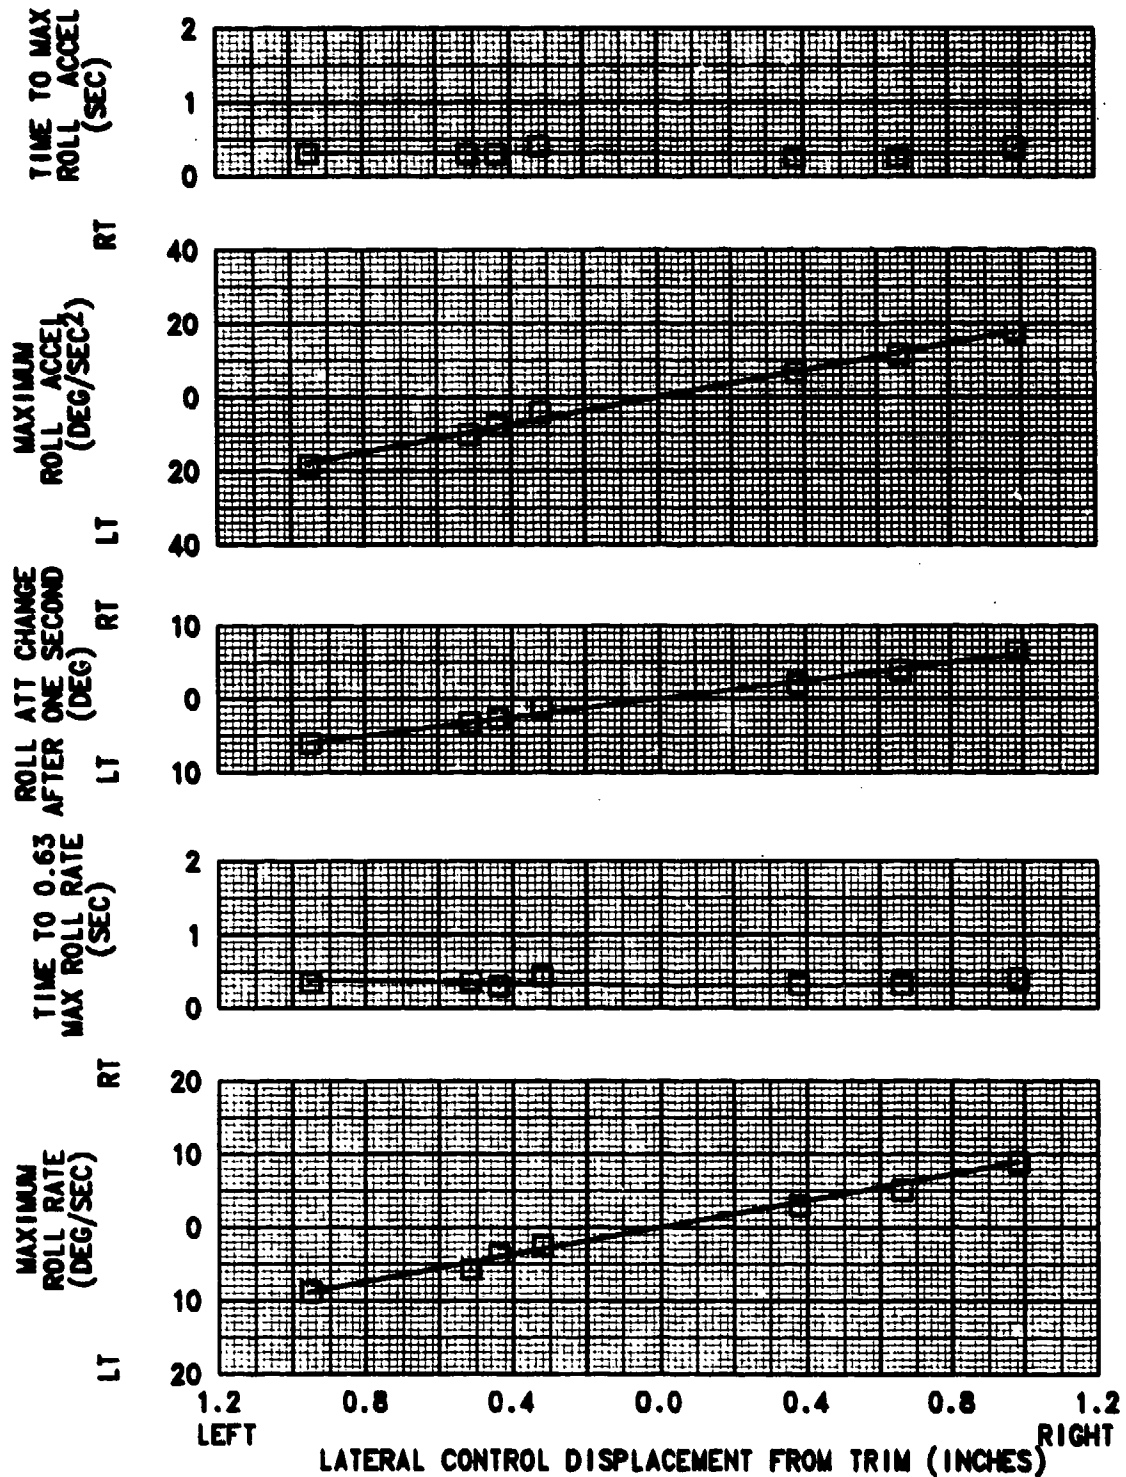 TIME TO MAX
ROLL ACCEL
(SEC)
2
1
0
MAXIMUM
ROLL ACCEL
(DEG/SEC2)
RT
LT
40
20
0
20
40
ROLL ATT CHANGE
AFTER ONE SECOND
(DEG)
RT
LT
10
0
10
TIME TO 0.63
MAX ROLL RATE
(SEC)
2
1
0
MAXIMUM
ROLL RATE
(DEG/SEC)
RT
LT
20
10
0
10
20
1.2 0.8 0.4 0.0 0.4 0.8 1.2
LEFT RIGHT
LATERAL CONTROL DISPLACEMENT FROM TRIM (INCHES)